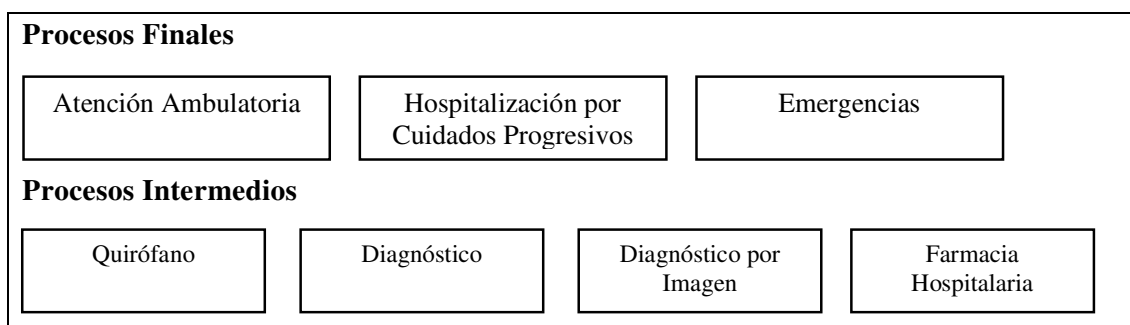 Procesos Finales
Atención Ambulatoria
Hospitalización por
Cuidados Progresivos
Emergencias
Procesos Intermedios
Quirófano
Diagnóstico
Diagnóstico por
Imagen
Farmacia
Hospitalaria